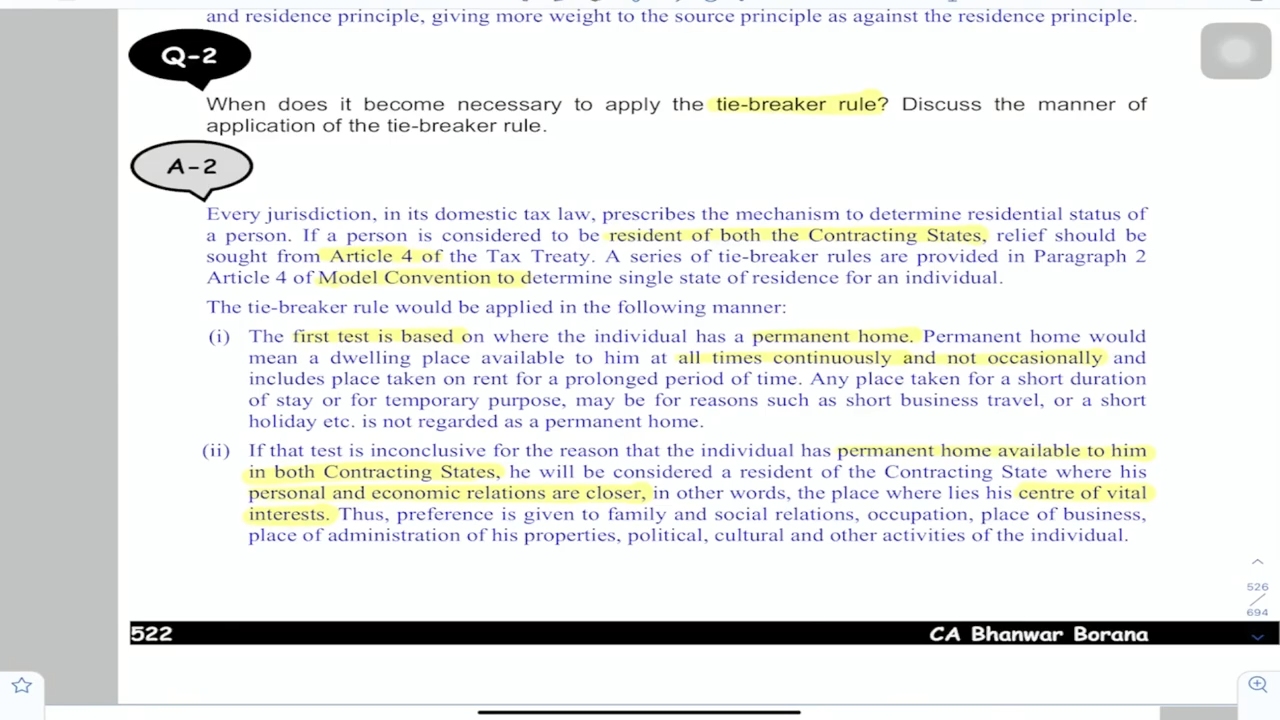 and residence principle, giving more weight to the source principle as against the residence principle.
Q-2
When does it become necessary to apply the tie-breaker rule? Discuss the manner of
application of the tie-breaker rule.
A-2
Every jurisdiction, in its domestic tax law, prescribes the mechanism to determine residential status of
a person. If a person is considered to be resident of both the Contracting States, relief should be
sought from Article 4 of the Tax Treaty. A series of tie-breaker rules are provided in Paragraph 2
Article 4 of Model Convention to determine single state of residence for an individual.
The tie-breaker rule would be applied in the following manner:
(i) The first test is based on where the individual has a permanent home. Permanent home would
mean a dwelling place available to him at all times continuously and not occasionally and
includes place taken on rent for a prolonged period of time. Any place taken for a short duration
of stay or for temporary purpose, may be for reasons such as short business travel, or a short
holiday etc. is not regarded as a permanent home.
(ii) If that test is inconclusive for the reason that the individual has permanent home available to him
in both Contracting States, he will be considered a resident of the Contracting State where his
personal and economic relations are closer, in other words, the place where lies his centre of vital
interests. Thus, preference is given to family and social relations, occupation, place of business,
place of administration of his properties, political, cultural and other activities of the individual.
526
694
522 CA Bhanwar Borana